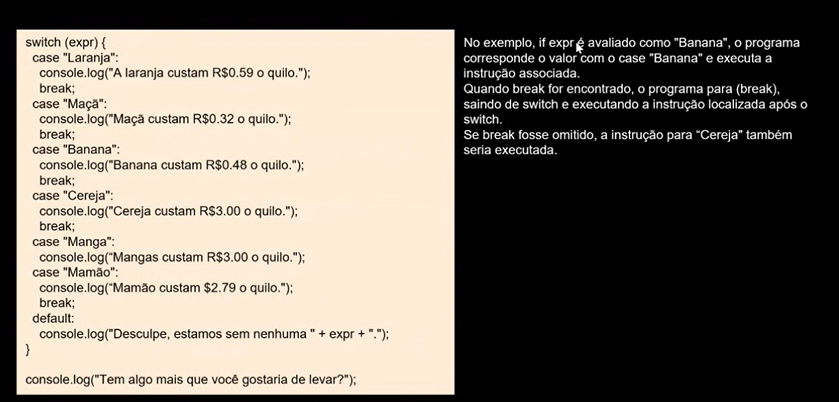 switch (expr) {
case "Laranja":
console.log("A laranja custam R$0.59 o quilo.");
break;
case "Maçã":
console.log("Maçã custam R$0.32 o quilo.");
break;
case "Banana":
console.log("Banana custam R$0.48 o quilo.");
break;
case "Cereja":
console.log("Cereja custam R$3.00 o quilo.");
break;
case "Manga":
console.log(“Mangas custam R$3.00 o quilo.");
case "Mamão":
console.log(“Mamão custam $2.79 o quilo.");
break;
default:
console.log("Desculpe, estamos sem nenhuma " + expr + ".");
}
console.log("Tem algo mais que você gostaria de levar?");
No exemplo, if expr é avaliado como "Banana", o programa
corresponde o valor com o case "Banana" e executa a
instrução associada.
Quando break for encontrado, o programa para (break),
saindo de switch e executando a instrução localizada após o
switch.
Se break fosse omitido, a instrução para “Cereja” também
seria executada.